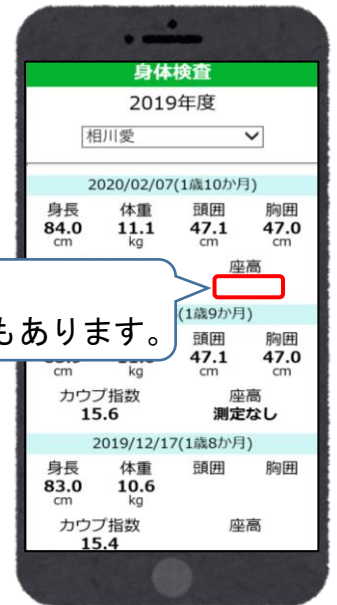 身体検査
2019年度
相川愛
2020/02/07(1歳10か月)
身長 体重 頭囲 胸囲
84.0 11.1 47.1 47.0
cm kg cm cm
座高
もあります。
(1歳9か月)
頭囲 胸囲
47.1 47.0
cm kg cm cm
カウプ指数 座高
15.6 測定なし
2019/12/17(1歳8か月)
身長 体重 頭囲 胸囲
83.0 10.6
cm kg
カウプ指数 座高
15.4